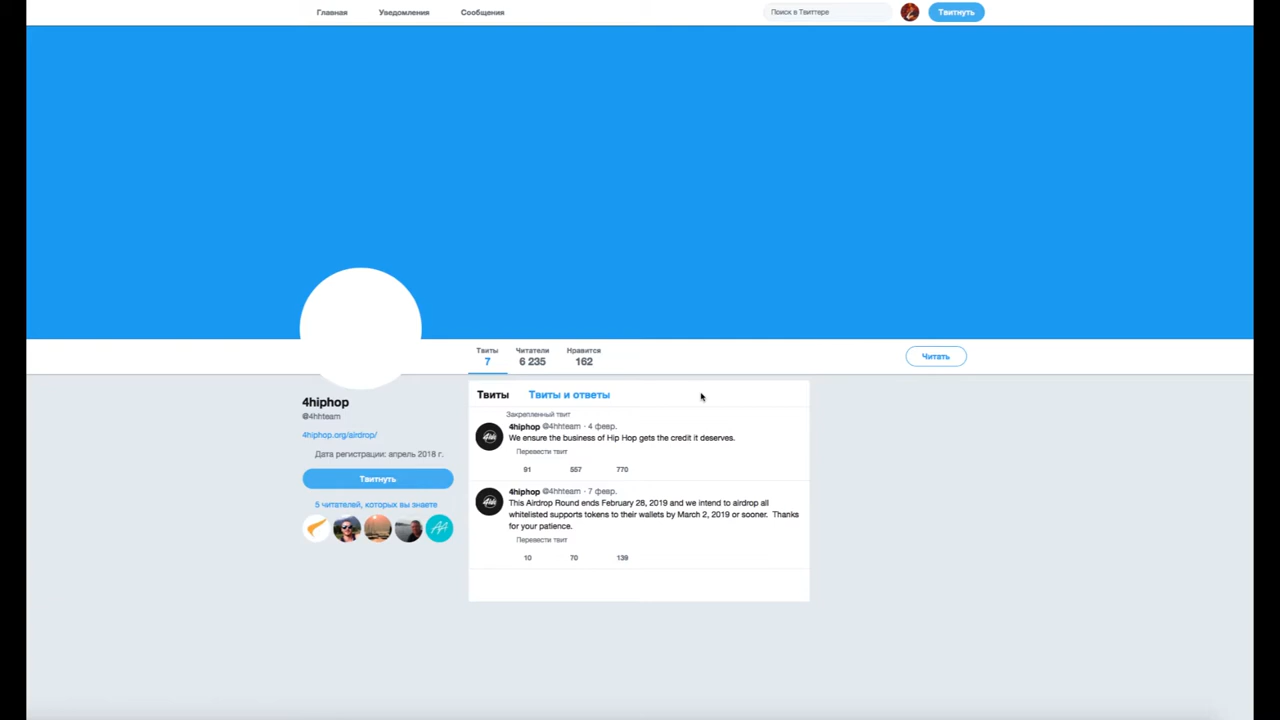 Главная Уведомления Сообщения Поиск в Твиттере Твитнуть
Твиты Читатели Нравится
7 6 235 162
Читать
4hiphop
@4hhteam
4hiphop.org/airdrop/
Дата регистрации: апрель 2018 г.
Твитнуть
5 читателей, которых вы знаете
Твиты Твиты и ответы
Закрепленный твит
4hiphop @4hhteam · 4 февр.
We ensure the business of Hip Hop gets the credit it deserves.
Перевести твит
91 557 770
4hiphop @4hhteam · 7 февр.
This Airdrop Round ends February 28, 2019 and we intend to airdrop all
whitelisted supports tokens to their wallets by March 2, 2019 or sooner. Thanks
for your patience.
Перевести твит
10 70 139